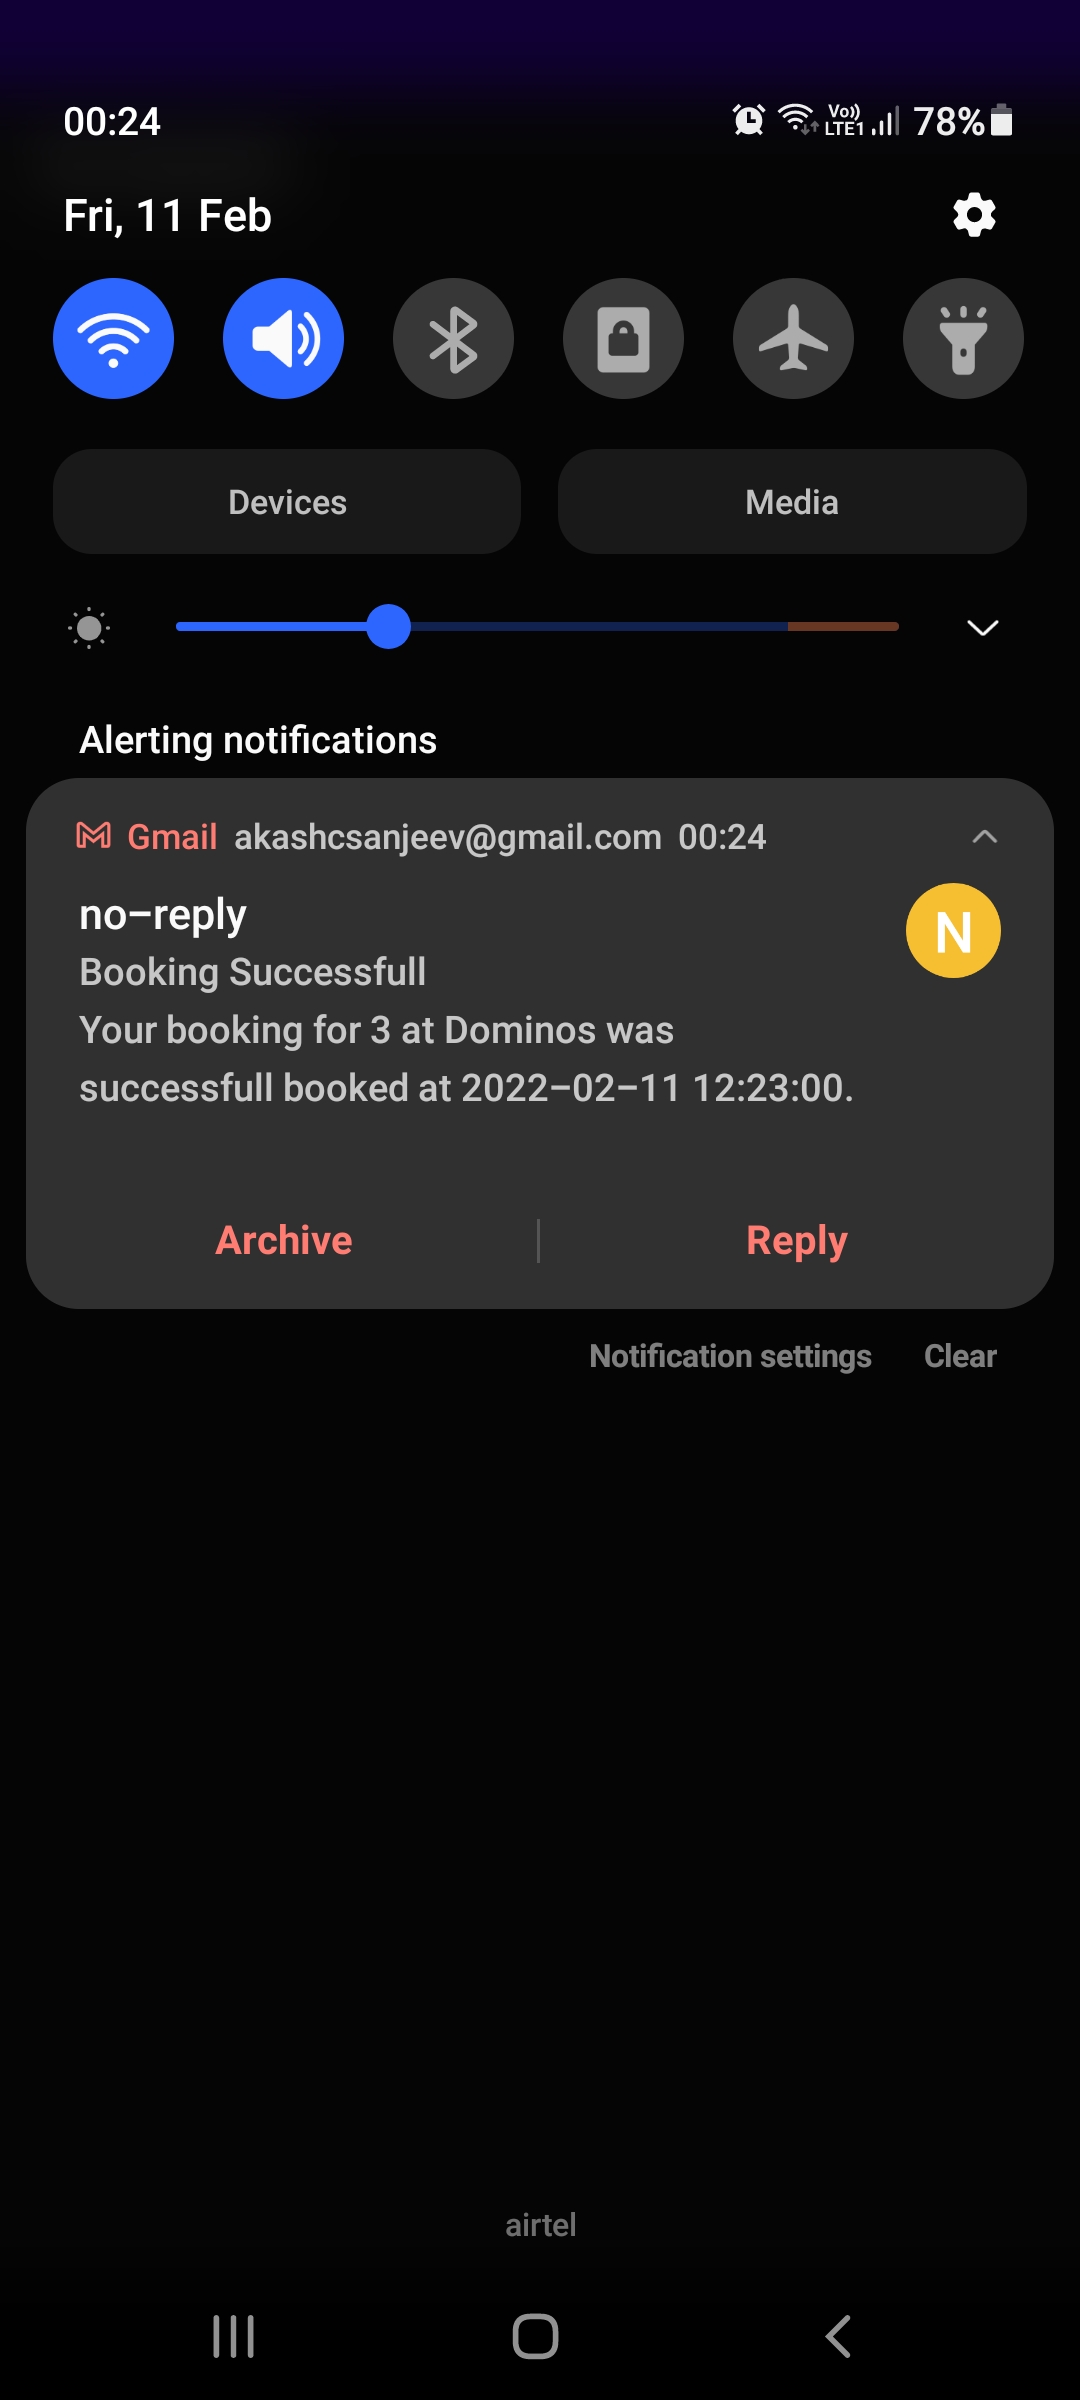 00:24
Vo))
LTE1
78%
Fri, 11 Feb
Devices
Media
Alerting notifications
Gmail akashcsanjeev@gmail.com 00:24
no-reply
N
Booking Successfull
Your booking for 3 at Dominos was
successfull booked at 2022-02-11 12:23:00.
Archive
Reply
Notification settings
Clear
airtel